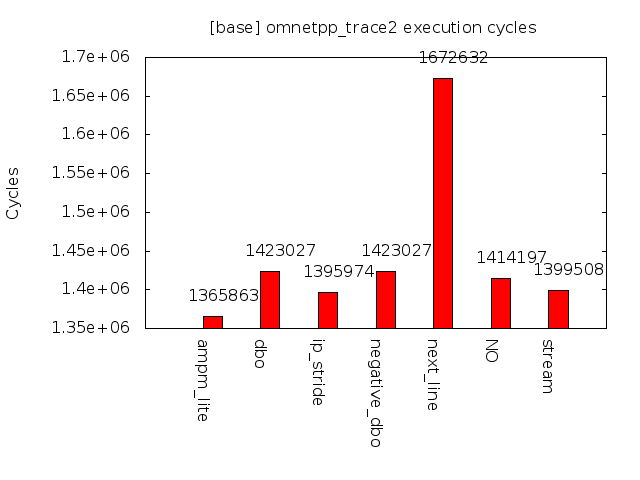 [base] omnetpp_trace2 execution cycles
Cycles
1.7e+06
1.65e+06
1.6e+06
1.55e+06
1.5e+06
1.45e+06
1.4e+06
1.35e+06
1365863
1423027
1395974
1423027
1672632
1414197
1399508
ampm_lite
dbo
ip_stride
negative_dbo
next_line
NO
stream